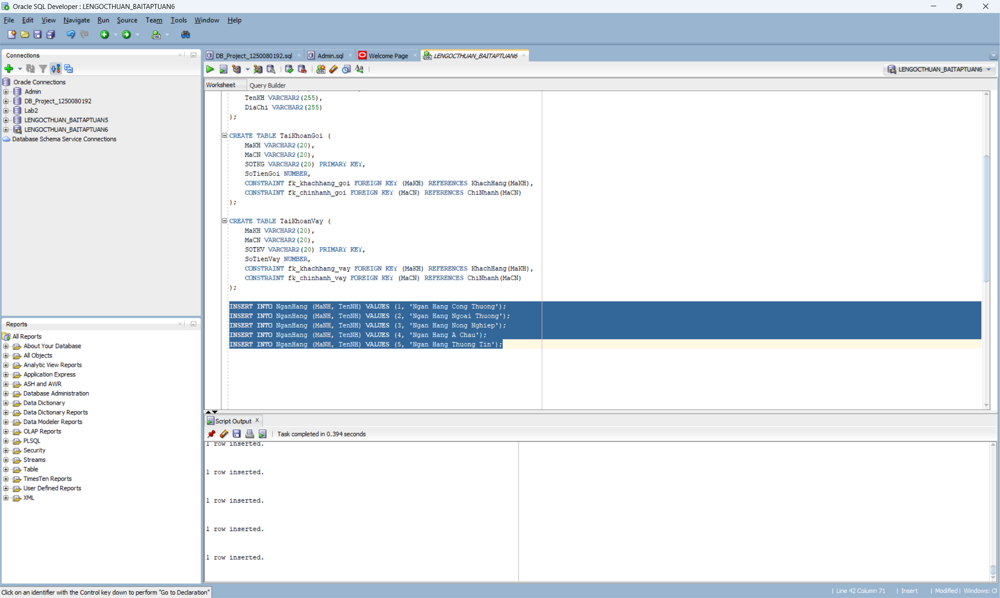 Oracle SQL Developer : LENGOCTHUAN_BAITAPTUAN6
File Edit View Navigate Run Source Team Tools Window Help
Connections
Oracle Connections
Admin
DB_Project_1250080192
Lab2
LENGOCTHUAN_BAITAPTUAN5
LENGOCTHUAN_BAITAPTUAN6
Database Schema Service Connections
Reports
All Reports
About Your Database
All Objects
Analytic View Reports
Application Express
ASH and AWR
Database Administration
Data Dictionary
Data Dictionary Reports
Data Modeler Reports
OLAP Reports
PLSQL
Security
Streams
Table
TimesTen Reports
User Defined Reports
XML
DB_Project_1250080192.sql Admin.sql Welcome Page LENGOCTHUAN_BAITAPTUAN6
LENGOCTHUAN_BAITAPTUAN6
Worksheet Query Builder
TenKH VARCHAR2(255),
DiaChi VARCHAR2(255)
);
CREATE TABLE TaiKhoanGoi (
MaKH VARCHAR2(20),
MaCN VARCHAR2(20),
SOTKG VARCHAR2(20) PRIMARY KEY,
SoTienGoi NUMBER,
CONSTRAINT fk_khachhang_goi FOREIGN KEY (MaKH) REFERENCES KhachHang(MaKH),
CONSTRAINT fk_chinhanh_goi FOREIGN KEY (MaCN) REFERENCES ChiNhanh(MaCN)
);
CREATE TABLE TaiKhoanVay (
MaKH VARCHAR2(20),
MaCN VARCHAR2(20),
SOTKV VARCHAR2(20) PRIMARY KEY,
SoTienVay NUMBER,
CONSTRAINT fk_khachhang_vay FOREIGN KEY (MaKH) REFERENCES KhachHang(MaKH),
CONSTRAINT fk_chinhanh_vay FOREIGN KEY (MaCN) REFERENCES ChiNhanh(MaCN)
);
INSERT INTO NganHang (MaNH, TenNH) VALUES (1, 'Ngan Hang Cong Thuong');
INSERT INTO NganHang (MaNH, TenNH) VALUES (2, 'Ngan Hang Ngoai Thuong');
INSERT INTO NganHang (MaNH, TenNH) VALUES (3, 'Ngan Hang Nong Nghiep');
INSERT INTO NganHang (MaNH, TenNH) VALUES (4, 'Ngan Hang A Chau');
INSERT INTO NganHang (MaNH, TenNH) VALUES (5, 'Ngan Hang Thuong Tin');
Script Output
Task completed in 0.394 seconds
1 row inserted.
1 row inserted.
1 row inserted.
1 row inserted.
1 row inserted.
Click on an identifier with the Control key down to perform "Go to Declaration"
Line 42 Column 71 | Insert | Modified | Windows: